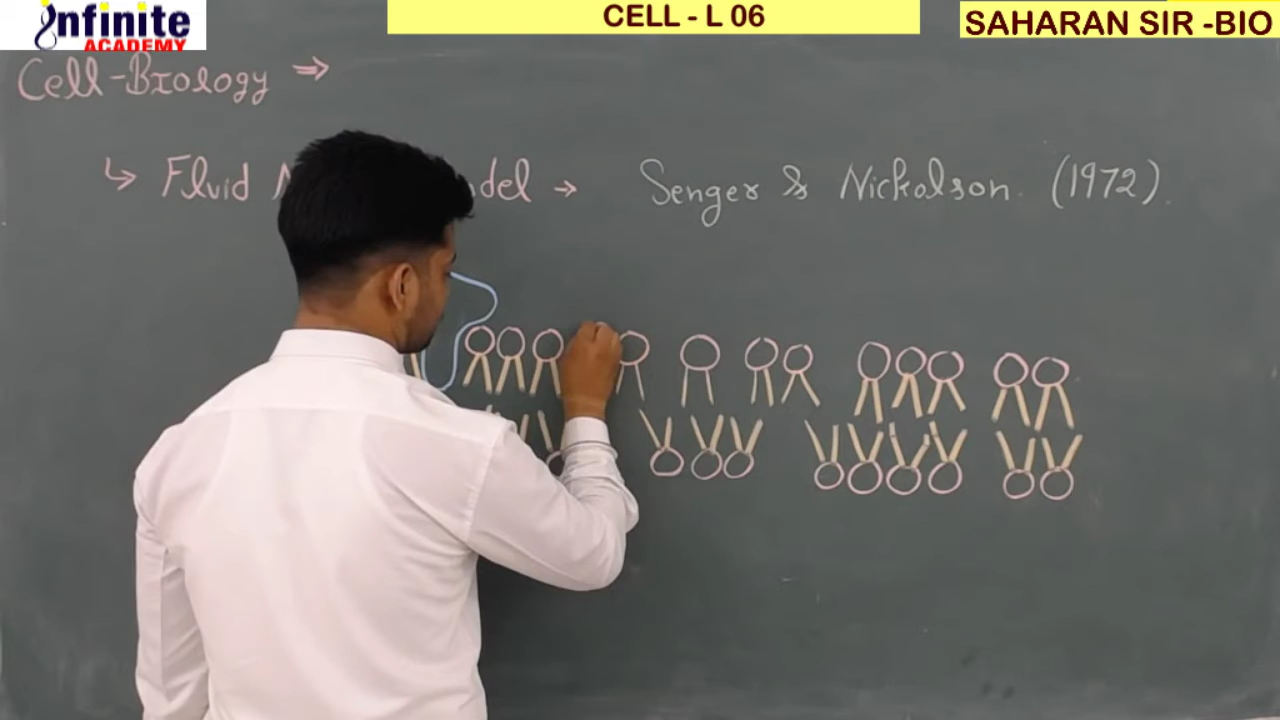 infinite
ACADEMY
CELL - L 06
SAHARAN SIR -BIO
Cell-Biology ⇒
↳ Fluid → Senger & Nickolson. (1972).